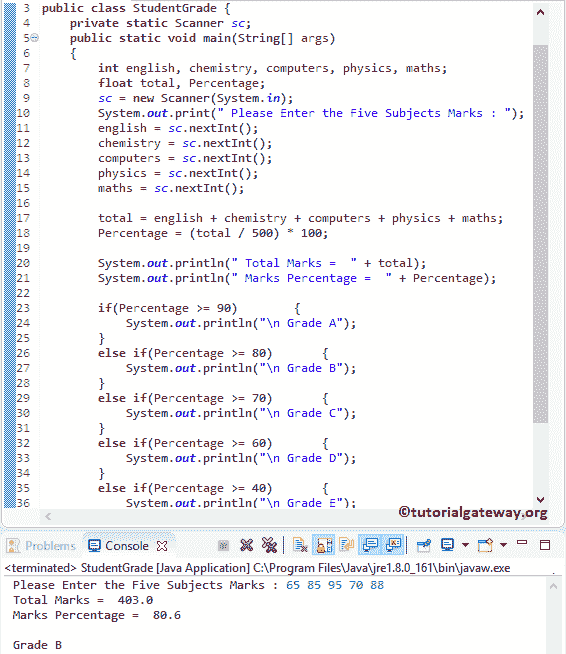 3 public class StudentGrade {
4 private static Scanner sc;
5 public static void main(String[] args)
6 {
7 int english, chemistry, computers, physics, maths;
8 float total, Percentage;
9 sc = new Scanner(System.in);
10 System.out.print(" Please Enter the Five Subjects Marks : ");
11 english = sc.nextInt();
12 chemistry = sc.nextInt();
13 computers = sc.nextInt();
14 physics = sc.nextInt();
15 maths = sc.nextInt();
16
17 total = english + chemistry + computers + physics + maths;
18 Percentage = (total / 500) * 100;
19
20 System.out.println(" Total Marks =  " + total);
21 System.out.println(" Marks Percentage =  " + Percentage);
22
23 if(Percentage >= 90) {
24 System.out.println("\n Grade A");
25 }
26 else if(Percentage >= 80) {
27 System.out.println("\n Grade B");
28 }
29 else if(Percentage >= 70) {
30 System.out.println("\n Grade C");
31 }
32 else if(Percentage >= 60) {
33 System.out.println("\n Grade D");
34 }
35 else if(Percentage >= 40) {
36 System.out.println("\n Grade E");
©tutorialgateway.org
Problems Console
<terminated> StudentGrade [Java Application] C:\Program Files\Java\jre1.8.0_161\bin\javaw.exe
Please Enter the Five Subjects Marks : 65 85 95 70 88
Total Marks =  403.0
Marks Percentage =  80.6
Grade B